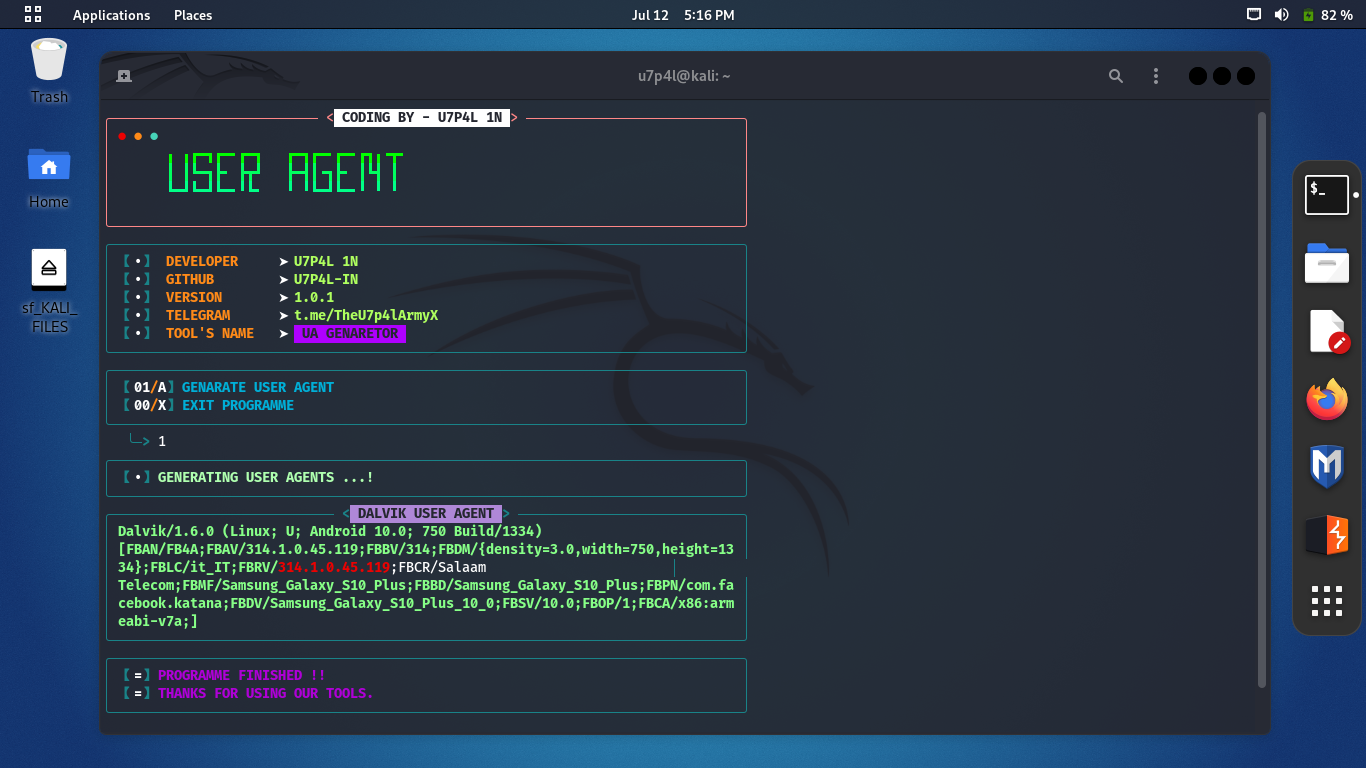 Applications Places Jul 12 5:16 PM 82 %
Trash
Home
sf_KALI_
FILES
u7p4l@kali: ~
< CODING BY - U7P4L 1N >
USER AGENT
[•] DEVELOPER ➤ U7P4L 1N
[•] GITHUB ➤ U7P4L-IN
[•] VERSION ➤ 1.0.1
[•] TELEGRAM ➤ t.me/TheU7p4lArmyX
[•] TOOL'S NAME ➤ UA GENARETOR
[01/A] GENARATE USER AGENT
[00/X] EXIT PROGRAMME
╰─> 1
[•] GENERATING USER AGENTS ...!
< DALVIK USER AGENT >
Dalvik/1.6.0 (Linux; U; Android 10.0; 750 Build/1334)
[FBAN/FB4A;FBAV/314.1.0.45.119;FBBV/314;FBDM/{density=3.0,width=750,height=13
34};FBLC/it_IT;FBRV/314.1.0.45.119;FBCR/Salaam
Telecom;FBMF/Samsung_Galaxy_S10_Plus;FBBD/Samsung_Galaxy_S10_Plus;FBPN/com.fa
cebook.katana;FBDV/Samsung_Galaxy_S10_Plus_10_0;FBSV/10.0;FBOP/1;FBCA/x86:arm
eabi-v7a;]
[=] PROGRAMME FINISHED !!
[=] THANKS FOR USING OUR TOOLS.
$_